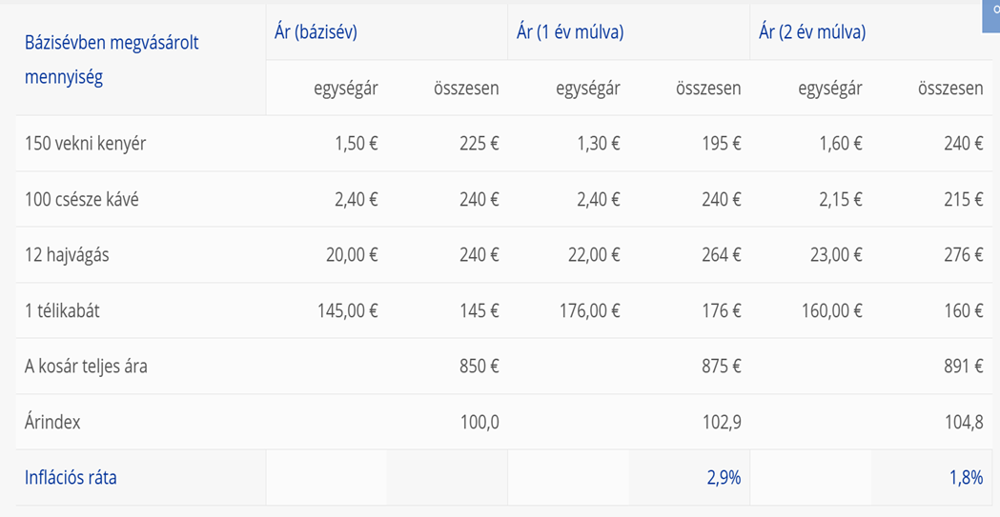 Bázisévben megvásárolt
mennyiség
Ár (bázisév) Ár (1 év múlva) Ár (2 év múlva)
egységár összesen egységár összesen egységár összesen
150 vekni kenyér 1,50 € 225 € 1,30 € 195 € 1,60 € 240 €
100 csésze kávé 2,40 € 240 € 2,40 € 240 € 2,15 € 215 €
12 hajvágás 20,00 € 240 € 22,00 € 264 € 23,00 € 276 €
1 télikabát 145,00 € 145 € 176,00 € 176 € 160,00 € 160 €
A kosár teljes ára 850 € 875 € 891 €
Árindex 100,0 102,9 104,8
Inflációs ráta 2,9% 1,8%